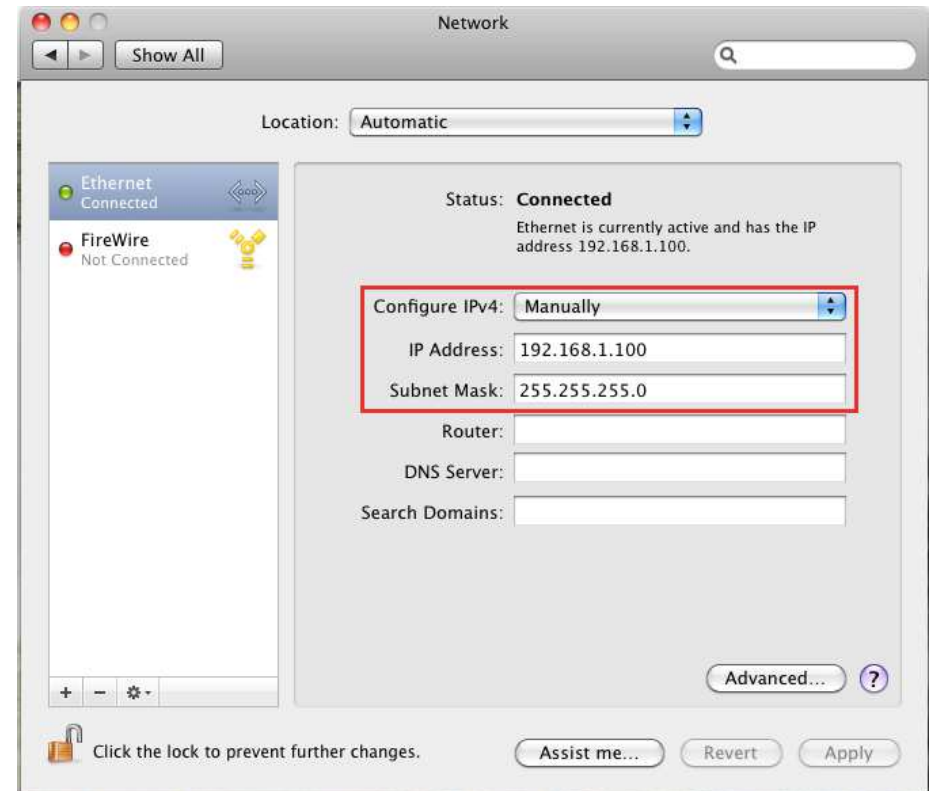 Network
Show All
Location: Automatic
Ethernet
Connected
FireWire
Not Connected
Status: Connected
Ethernet is currently active and has the IP
address 192.168.1.100.
Configure IPv4: Manually
IP Address: 192.168.1.100
Subnet Mask: 255.255.255.0
Router:
DNS Server:
Search Domains:
Advanced... ?
+ −
Click the lock to prevent further changes.
Assist me... Revert Apply